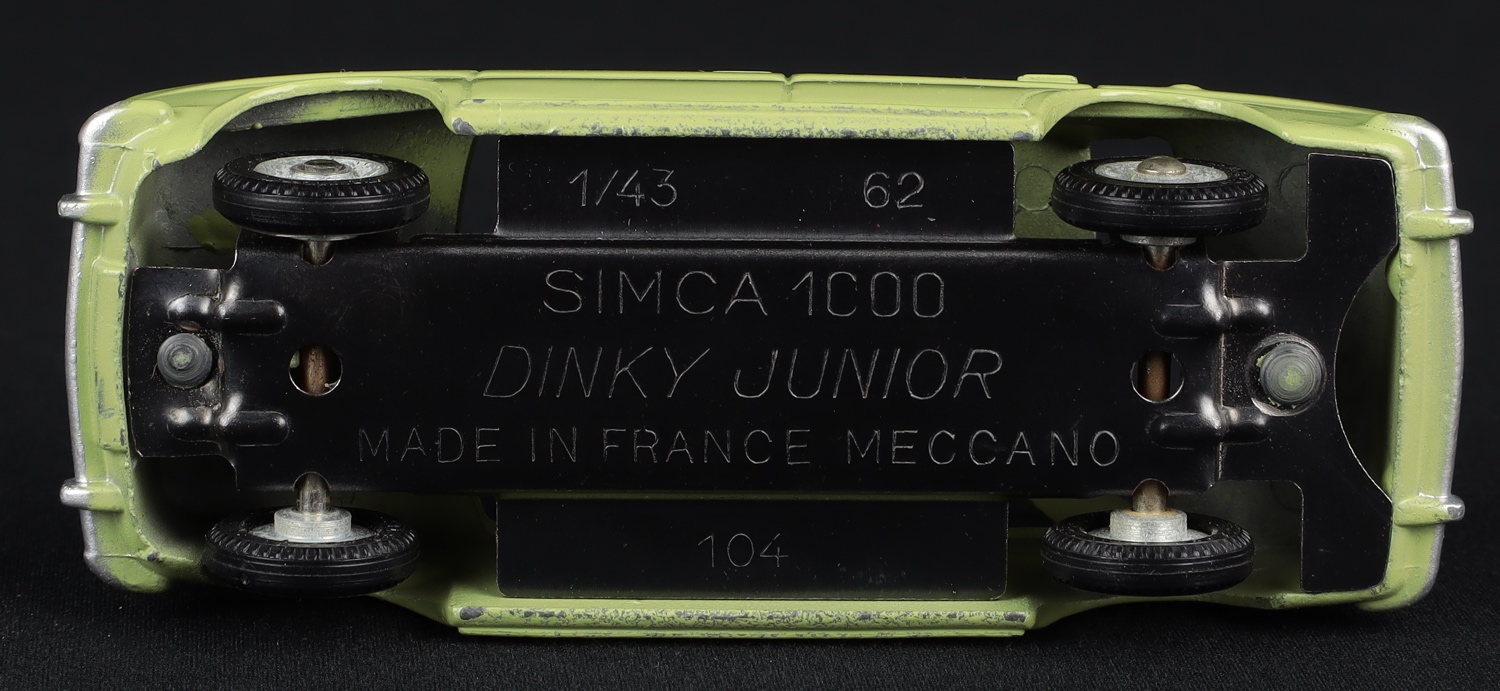 1/43 62
SIMCA 1000
DINKY JUNIOR
MADE IN FRANCE MECCANO
104